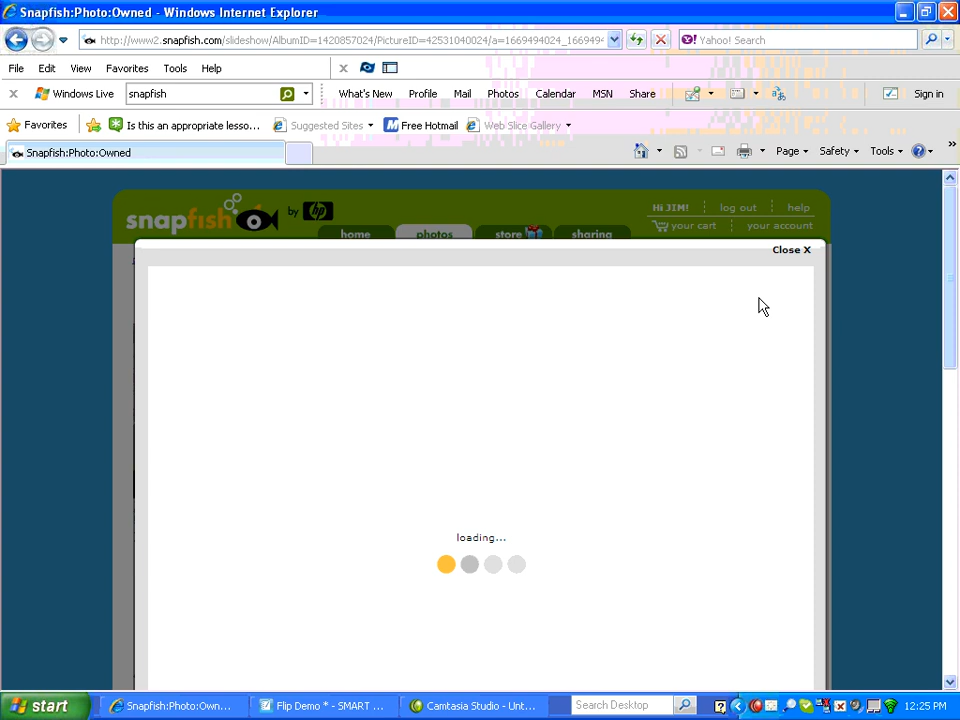 Snapfish:Photo:Owned - Windows Internet Explorer
http://www2.snapfish.com/slideshow/AlbumID=1420857024/PictureID=42531040024/a=1669494024_1669494
Yahoo! Search
File Edit View Favorites Tools Help
Windows Live snapfish What's New Profile Mail Photos Calendar MSN Share Sign in
Favorites Is this an appropriate lesso... Suggested Sites Free Hotmail Web Slice Gallery
Snapfish:Photo:Owned Page Safety Tools
snapfish by hp Hi JIM! log out help
your cart your account
home photos store sharing
Close X
loading...
start Snapfish:Photo:Own... Flip Demo * - SMART ... Camtasia Studio - Unt... Search Desktop 12:25 PM